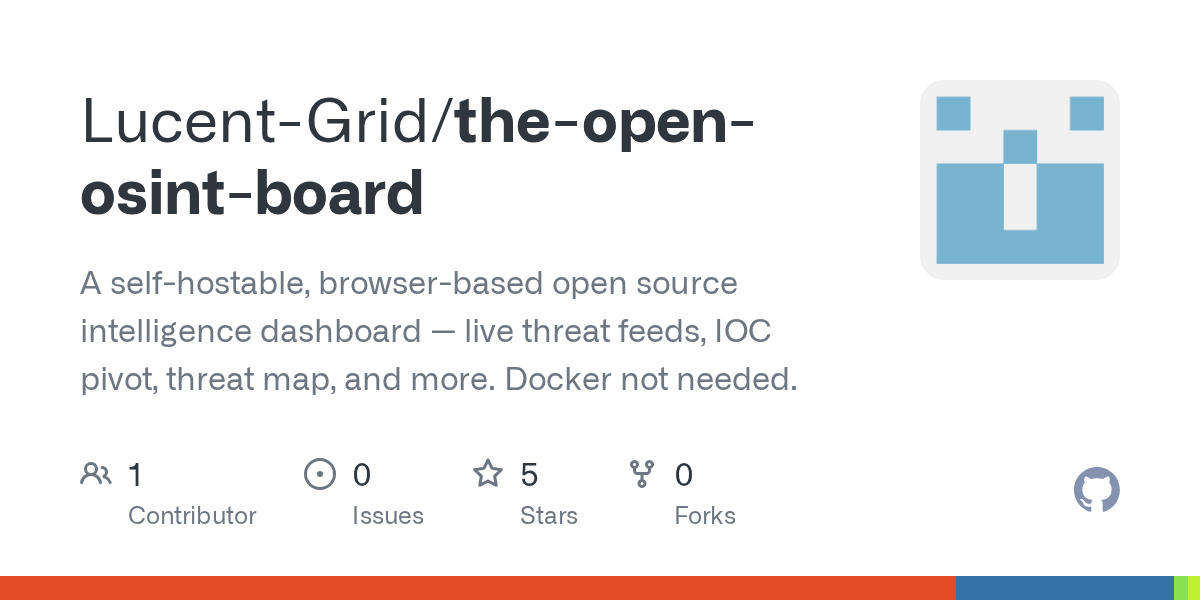 Lucent-Grid/the-open-
osint-board
A self-hostable, browser-based open source
intelligence dashboard — live threat feeds, IOC
pivot, threat map, and more. Docker not needed.
1 0 5 0
Contributor Issues Stars Forks